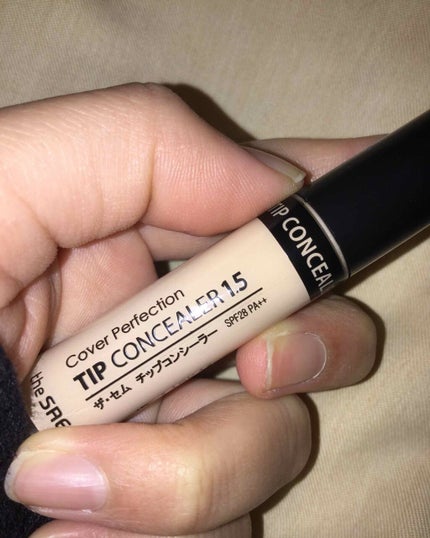 Cover Perfection
TIP CONCEALER 1.5
SPF28 PA++
ザ・セム チップコンシーラー
the
TIP